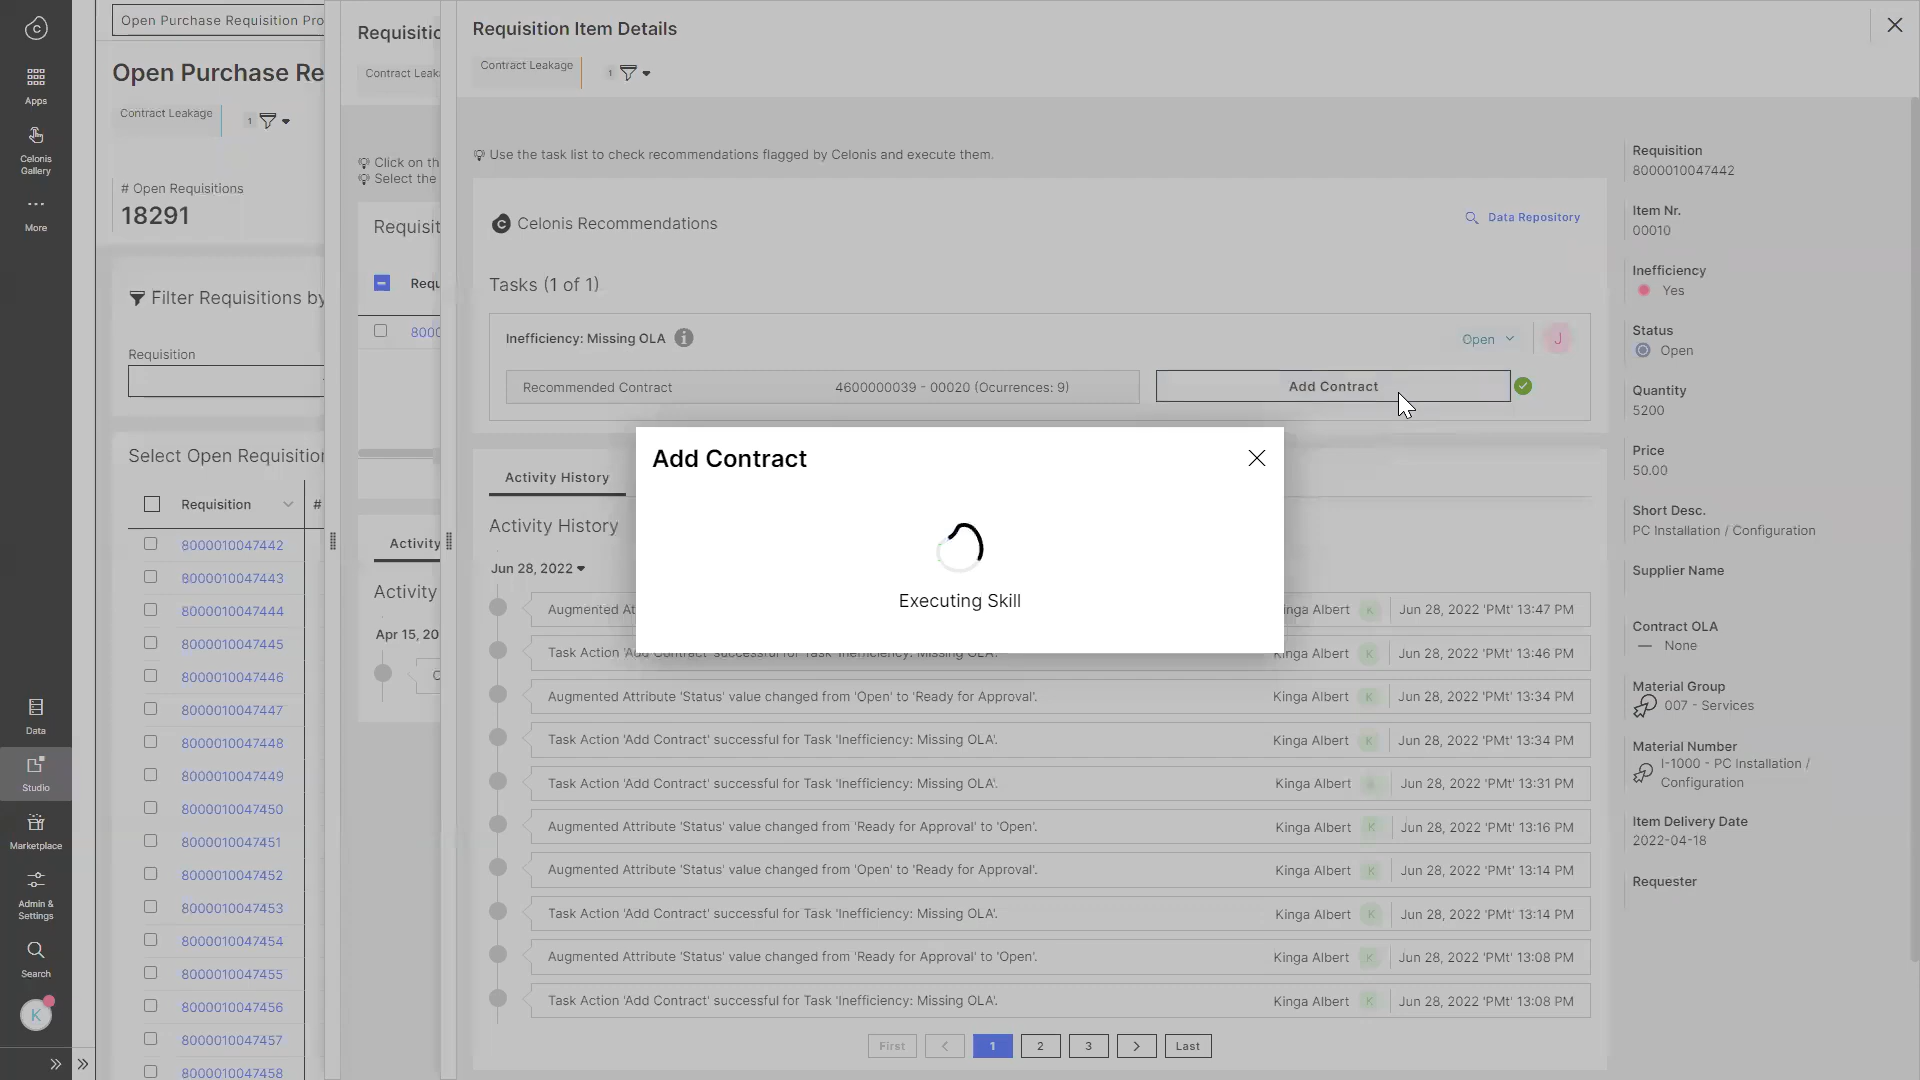 Apps
Celonis
Gallery
More
Data
Studio
Marketplace
Admin &
Settings
Search
K
Open Purchase Requisition Pro
Open Purchase Re
Contract Leakage
1
# Open Requisitions
18291
Filter Requisitions by
Requisition
Select Open Requisition
Requisition
#
8000010047442
8000010047443
8000010047444
8000010047445
8000010047446
8000010047447
8000010047448
8000010047449
8000010047450
8000010047451
8000010047452
8000010047453
8000010047454
8000010047455
8000010047456
8000010047457
8000010047458
Requisitio
Contract Leak
Click on th
Select the
Requisit
Requ
8000
Activity
Activity
Apr 15, 20
Requisition Item Details
Contract Leakage
1
Use the task list to check recommendations flagged by Celonis and execute them.
Celonis Recommendations
Data Repository
Tasks (1 of 1)
Inefficiency: Missing OLA
Open
J
Recommended Contract 4600000039 - 00020 (Ocurrences: 9)
Add Contract
Add Contract
Executing Skill
Activity History
Activity History
Jun 28, 2022
Augmented At inga Albert K Jun 28, 2022 'PMt' 13:47 PM
Task Action 'Add Contract' successful for Task 'Inefficiency: Missing OLA'. Kinga Albert K Jun 28, 2022 'PMt' 13:46 PM
Augmented Attribute 'Status' value changed from 'Open' to 'Ready for Approval'. Kinga Albert K Jun 28, 2022 'PMt' 13:34 PM
Task Action 'Add Contract' successful for Task 'Inefficiency: Missing OLA'. Kinga Albert K Jun 28, 2022 'PMt' 13:34 PM
Task Action 'Add Contract' successful for Task 'Inefficiency: Missing OLA'. Kinga Albert K Jun 28, 2022 'PMt' 13:31 PM
Augmented Attribute 'Status' value changed from 'Ready for Approval' to 'Open'. Kinga Albert K Jun 28, 2022 'PMt' 13:16 PM
Augmented Attribute 'Status' value changed from 'Open' to 'Ready for Approval'. Kinga Albert K Jun 28, 2022 'PMt' 13:14 PM
Task Action 'Add Contract' successful for Task 'Inefficiency: Missing OLA'. Kinga Albert K Jun 28, 2022 'PMt' 13:14 PM
Augmented Attribute 'Status' value changed from 'Ready for Approval' to 'Open'. Kinga Albert K Jun 28, 2022 'PMt' 13:08 PM
Task Action 'Add Contract' successful for Task 'Inefficiency: Missing OLA'. Kinga Albert K Jun 28, 2022 'PMt' 13:08 PM
First < 1 2 3 > Last
Requisition
8000010047442
Item Nr.
00010
Inefficiency
Yes
Status
Open
Quantity
5200
Price
50.00
Short Desc.
PC Installation / Configuration
Supplier Name
Contract OLA
— None
Material Group
007 - Services
Material Number
I-1000 - PC Installation /
Configuration
Item Delivery Date
2022-04-18
Requester